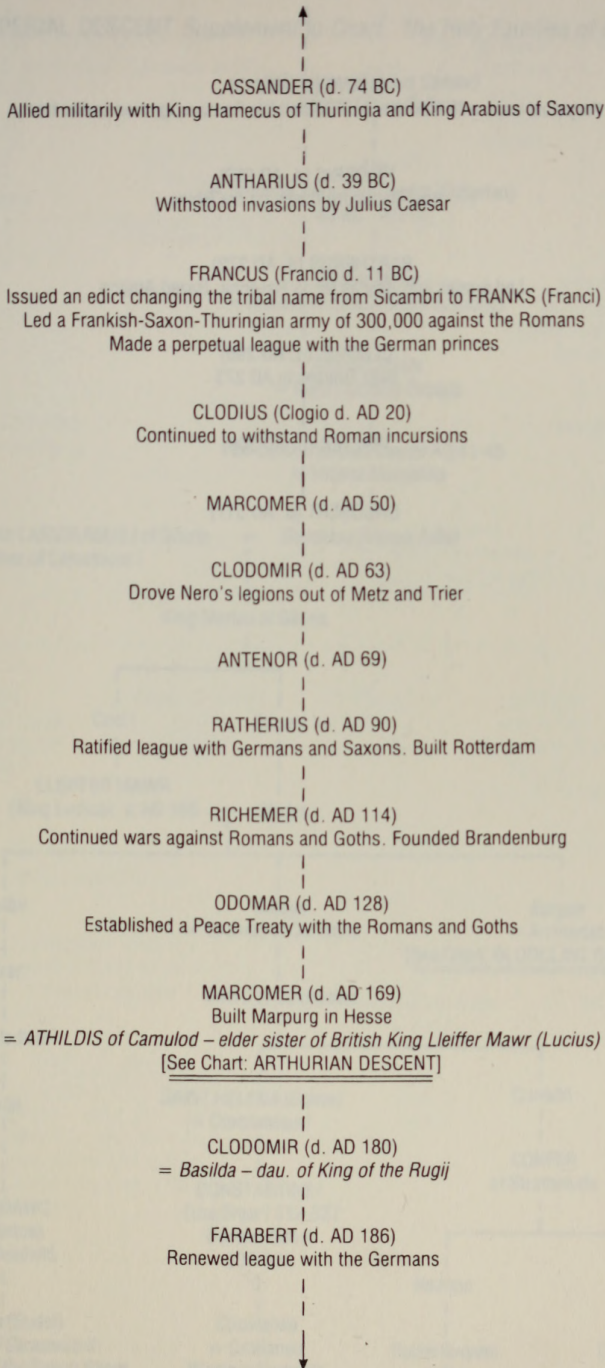 CASSANDER (d. 74 BC)
Allied militarily with King Hamecus of Thuringia and King Arabius of Saxony
ANTHARIUS (d. 39 BC)
Withstood invasions by Julius Caesar
FRANCUS (Francio d. 11 BC)
Issued an edict changing the tribal name from Sicambri to FRANKS (Franci)
Led a Frankish-Saxon-Thuringian army of 300,000 against the Romans
Made a perpetual league with the German princes
CLODIUS (Clogio d. AD 20)
Continued to withstand Roman incursions
MARCOMER (d. AD 50)
CLODOMIR (d. AD 63)
Drove Nero's legions out of Metz and Trier
ANTENOR (d. AD 69)
RATHERIUS (d. AD 90)
Ratified league with Germans and Saxons. Built Rotterdam
RICHEMER (d. AD 114)
Continued wars against Romans and Goths. Founded Brandenburg
ODOMAR (d. AD 128)
Established a Peace Treaty with the Romans and Goths
MARCOMER (d. AD 169)
Built Marpurg in Hesse
= ATHILDIS of Camulod – elder sister of British King Lleiffer Mawr (Lucius)
[See Chart: ARTHURIAN DESCENT]
CLODOMIR (d. AD 180)
= Basilda – dau. of King of the Rugij
FARABERT (d. AD 186)
Renewed league with the Germans